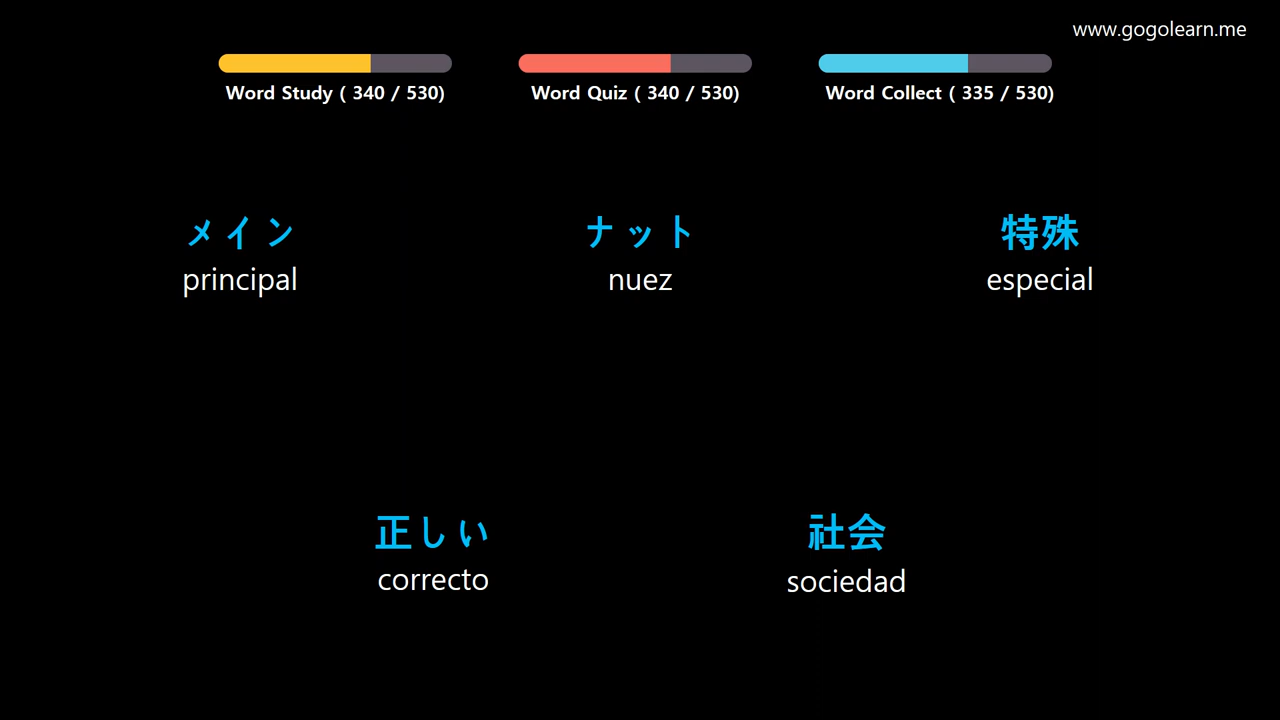 www.gogolearn.me
Word Study ( 340 / 530)
Word Quiz ( 340 / 530)
Word Collect ( 335 / 530)
メイン
principal
ナット
nuez
特殊
especial
正しい
correcto
社会
sociedad